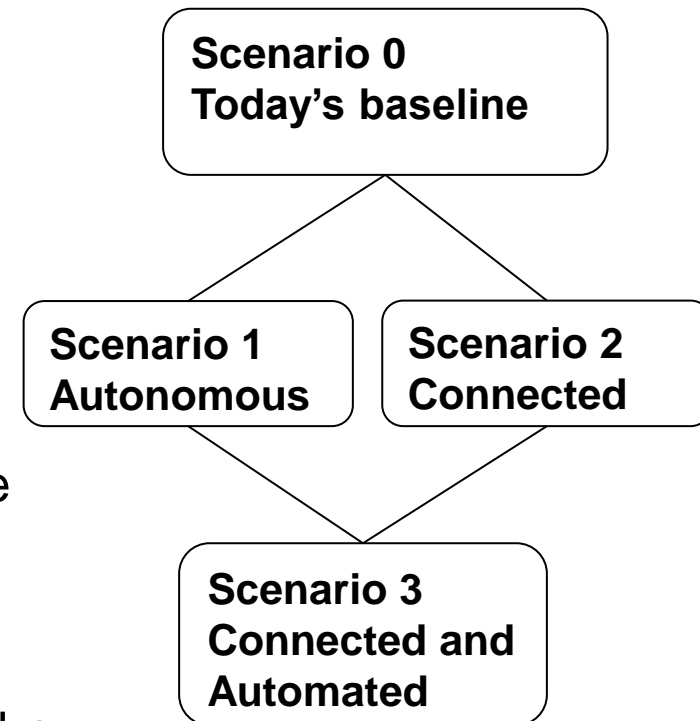 Scenario 0
Today’s baseline
Scenario 1
Autonomous
Scenario 2
Connected
e
Scenario 3
Connected and
Automated